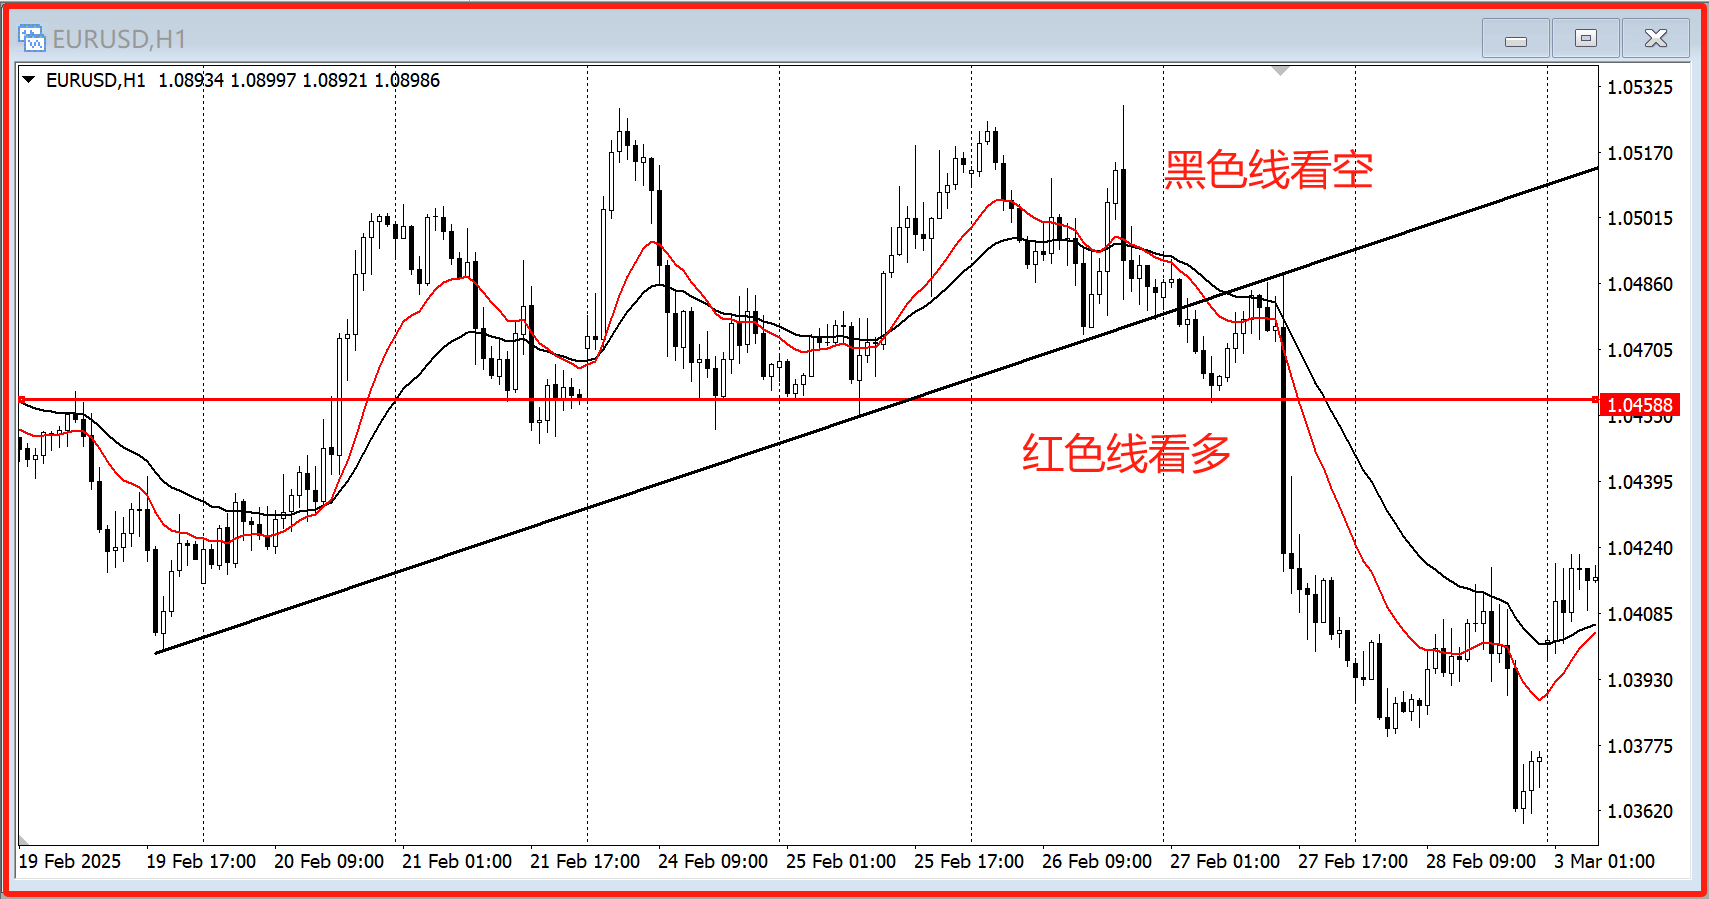 EURUSD,H1
EURUSD,H1 1.08934 1.08997 1.08921 1.08986
1.05325
1.05170
黑色线看空
1.05015
1.04860
1.04705
1.04588
1.04550
红色线看多
1.04395
1.04240
1.04085
1.03930
1.03775
1.03620
19 Feb 2025 19 Feb 17:00 20 Feb 09:00 21 Feb 01:00 21 Feb 17:00 24 Feb 09:00 25 Feb 01:00 25 Feb 17:00 26 Feb 09:00 27 Feb 01:00 27 Feb 17:00 28 Feb 09:00 3 Mar 01:00